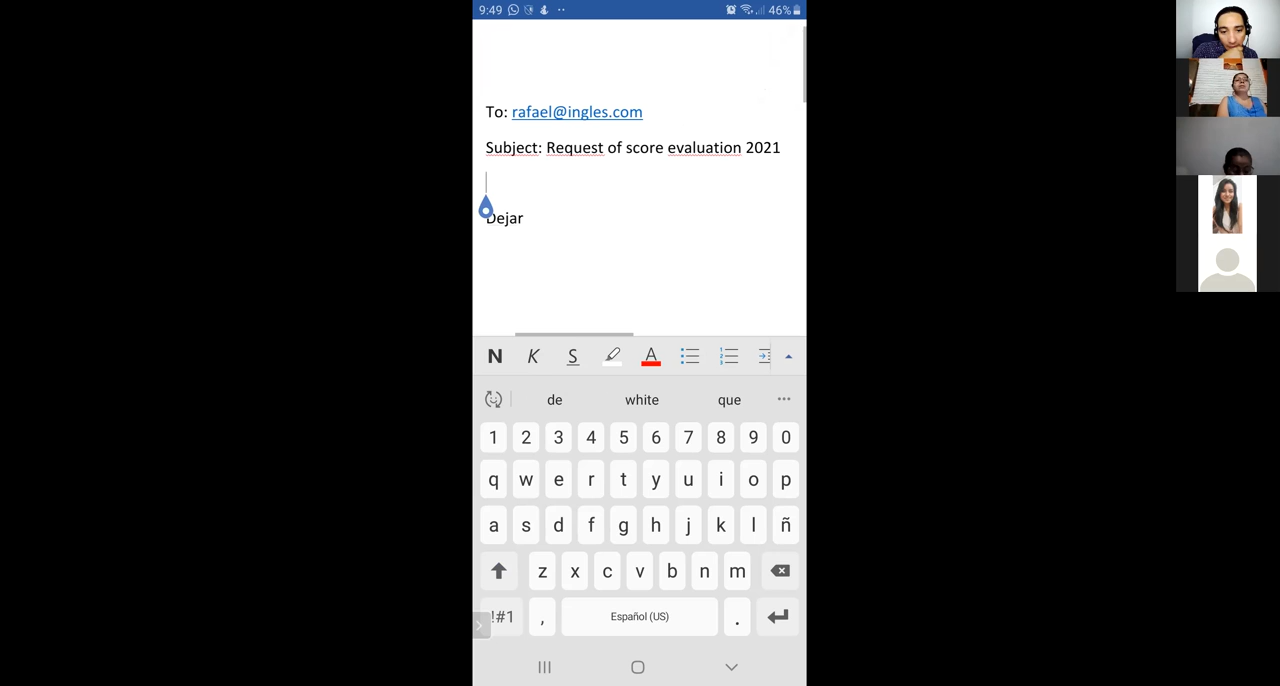 9:49 46%
To: rafael@ingles.com
Subject: Request of score evaluation 2021
Dejar
N K S A
de white que
1 2 3 4 5 6 7 8 9 0
q w e r t y u i o p
a s d f g h j k l ñ
z x c v b n m
!#1 , Español (US) .